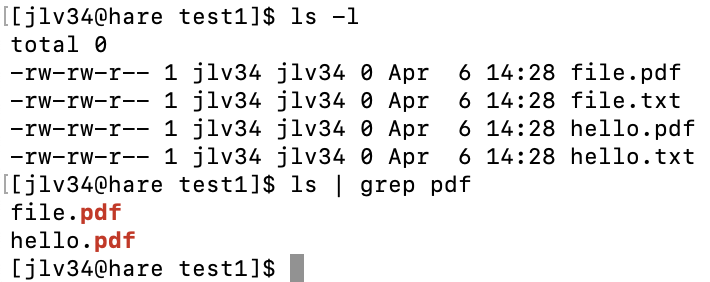 [[jlv34@hare test1]$ ls -l
total 0
-rw-rw-r-- 1 jlv34 jlv34 0 Apr  6 14:28 file.pdf
-rw-rw-r-- 1 jlv34 jlv34 0 Apr  6 14:28 file.txt
-rw-rw-r-- 1 jlv34 jlv34 0 Apr  6 14:28 hello.pdf
-rw-rw-r-- 1 jlv34 jlv34 0 Apr  6 14:28 hello.txt
[[jlv34@hare test1]$ ls | grep pdf
file.pdf
hello.pdf
[jlv34@hare test1]$